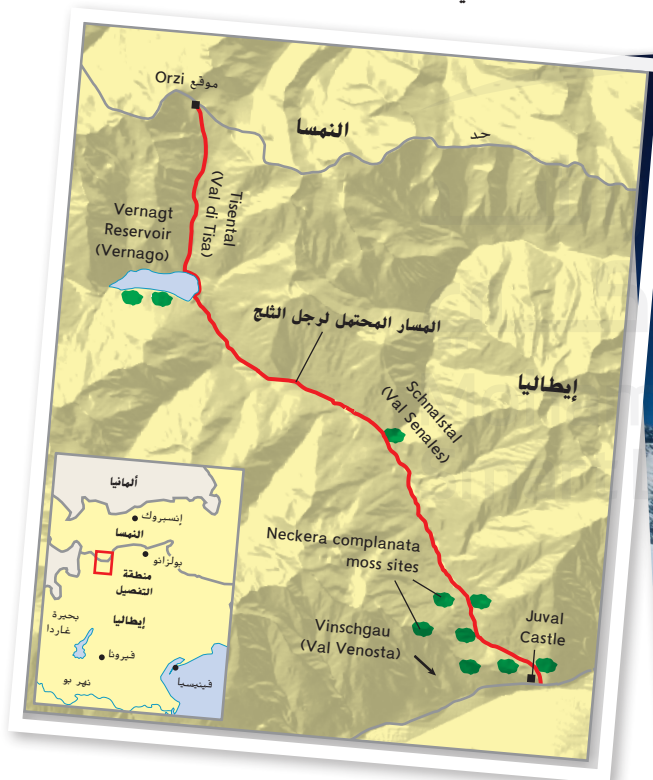 موقع Orzi
النمسا
حد
Tisental
(Val di Tisa)
Vernagt
Reservoir
(Vernago)
المسار المحتمل لرجل الثلج
إيطاليا
Schnalstal
(Val Senales)
Neckera complanata
moss sites
Vinschgau
(Val Venosta)
Juval
Castle
ألمانيا
إنسبروك
النمسا
بولزانو
منطقة
التفصيل
إيطاليا
بحيرة
غاردا
فيرونا
فينيسيا
نهر بو